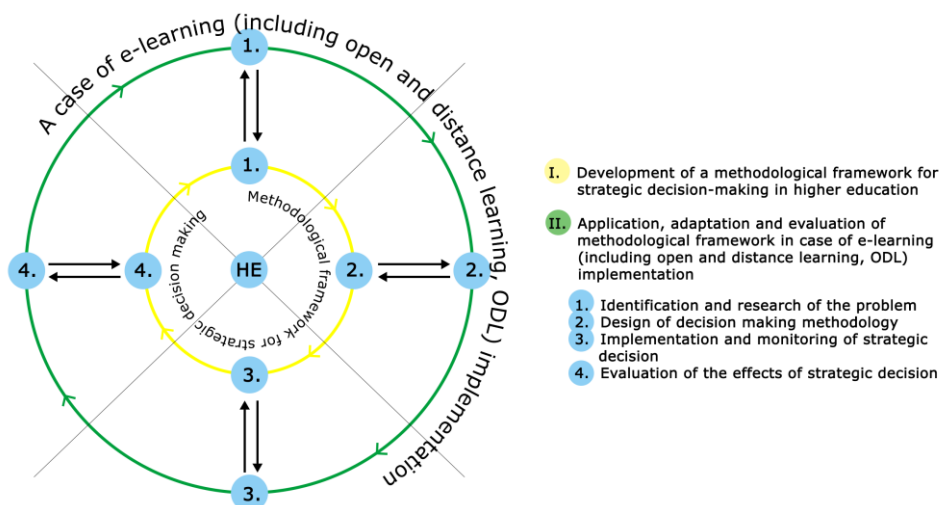 A case of e-learning (including open and distance learning, ODL) implementation
1.
1.
Methodological framework for strategic decision making
4.
4.
HE
2.
2.
3.
3.
I. Development of a methodological framework for
strategic decision-making in higher education
II. Application, adaptation and evaluation of
methodological framework in case of e-learning
(including open and distance learning, ODL)
implementation
1. Identification and research of the problem
2. Design of decision making methodology
3. Implementation and monitoring of strategic
decision
4. Evaluation of the effects of strategic decision